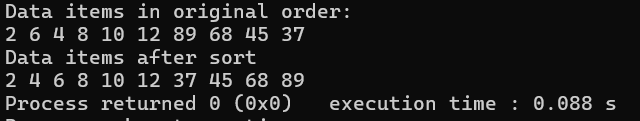 Data items in original order:
2 6 4 8 10 12 89 68 45 37
Data items after sort
2 4 6 8 10 12 37 45 68 89
Process returned 0 (0x0)   execution time : 0.088 s